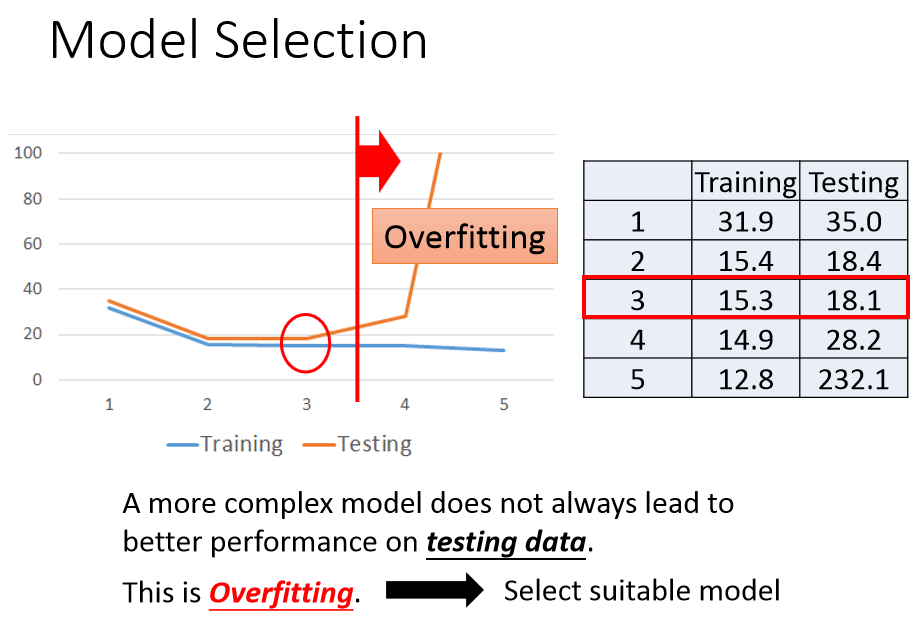 Model Selection
100
80
60
40
20
0
1 2 3 4 5
Training Testing
Overfitting
Training Testing
1 31.9 35.0
2 15.4 18.4
3 15.3 18.1
4 14.9 28.2
5 12.8 232.1
A more complex model does not always lead to
better performance on testing data.
This is Overfitting. Select suitable model